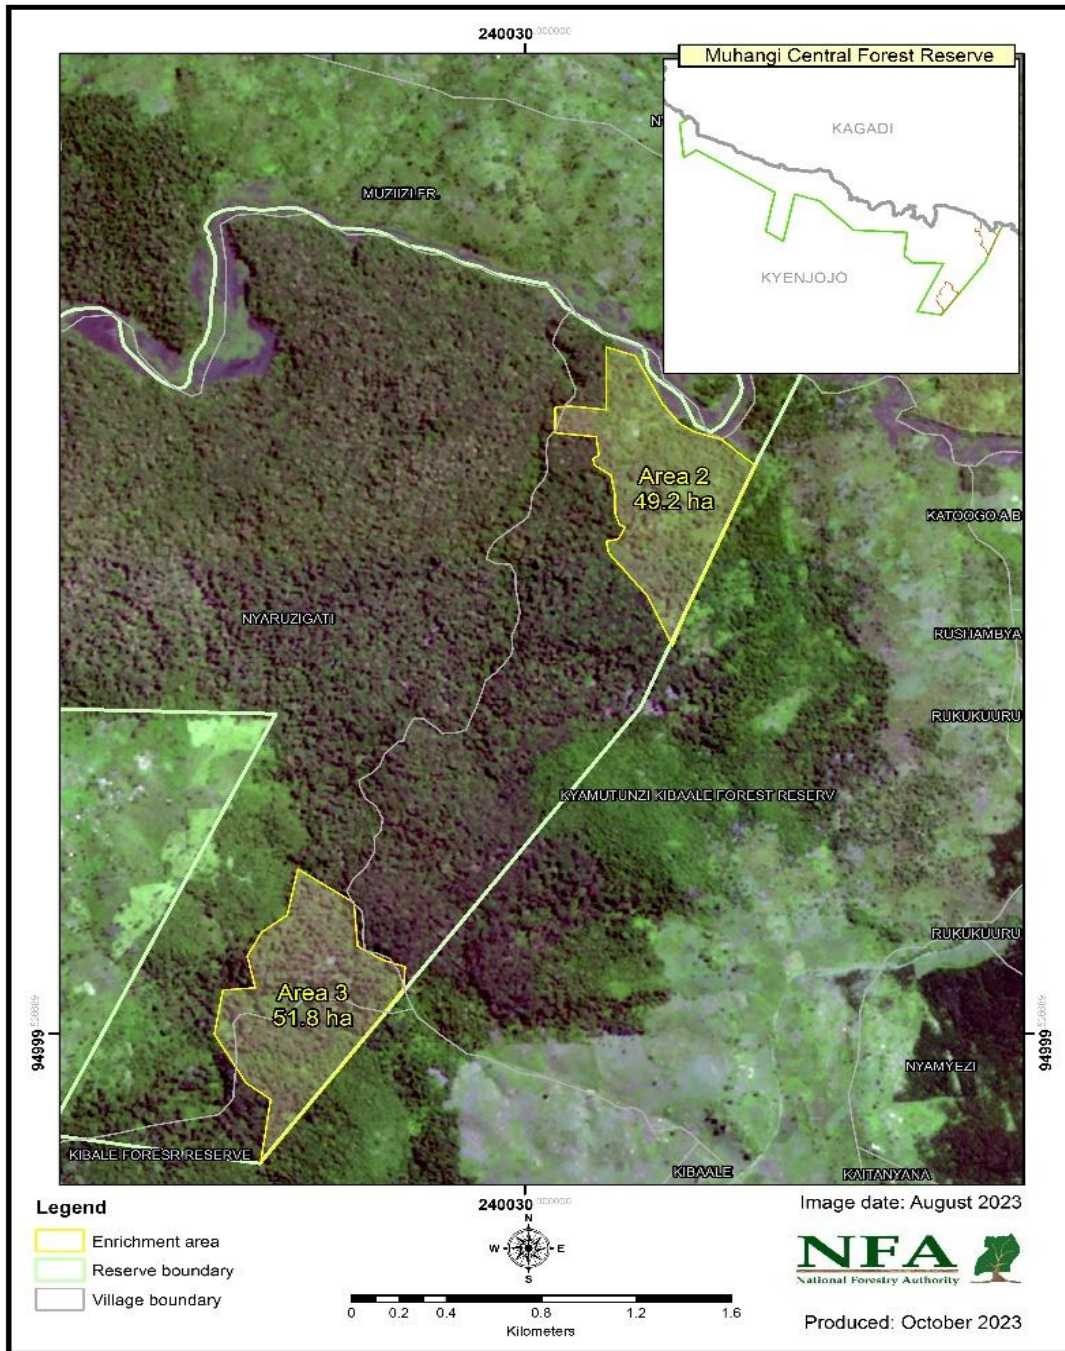 240030.000000
Muhangi Central Forest Reserve
KAGADI
KYENJOJO
MUZIIZI FR.
Area 2
49.2 ha
KATOOGO A B
NYARUZIGATI
RUSHAMBYA
RUKUKUURU
KYAMUTUNZI KIBAALE FOREST RESERV
RUKUKUURU
Area 3
51.8 ha
94999
94999
NYAMYEZI
KIBALE FORESR RESERVE
KIBAALE
KAITANYANA
Legend
Enrichment area
Reserve boundary
Village boundary
240030.000000
N
W
E
S
0 0.2 0.4 0.8 1.2 1.6
Kilometers
Image date: August 2023
NFA
National Forestry Authority
Produced: October 2023